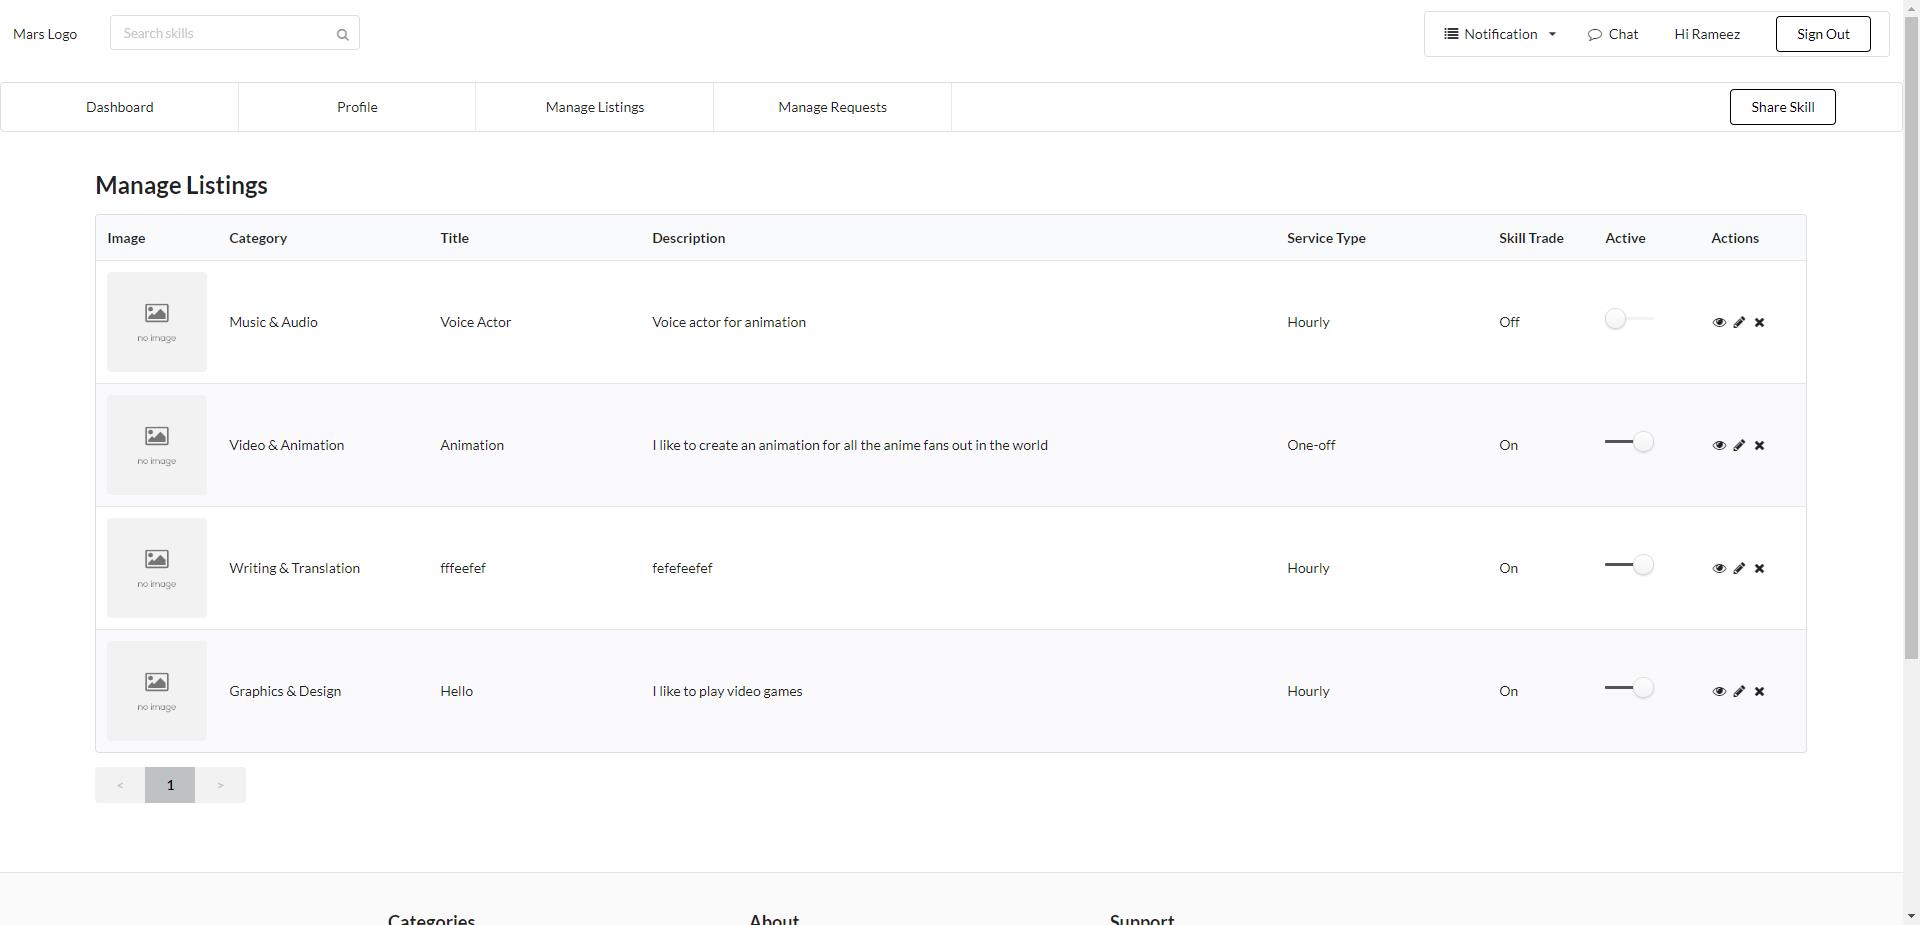 Mars Logo
Search skills
Notification
Chat
Hi Rameez
Sign Out
Dashboard
Profile
Manage Listings
Manage Requests
Share Skill
Manage Listings
Image Category Title Description Service Type Skill Trade Active Actions
no image
Music & Audio Voice Actor Voice actor for animation Hourly Off
no image
Video & Animation Animation I like to create an animation for all the anime fans out in the world One-off On
no image
Writing & Translation fffeefef fefefeefef Hourly On
no image
Graphics & Design Hello I like to play video games Hourly On
< 1 >
Categories About Support